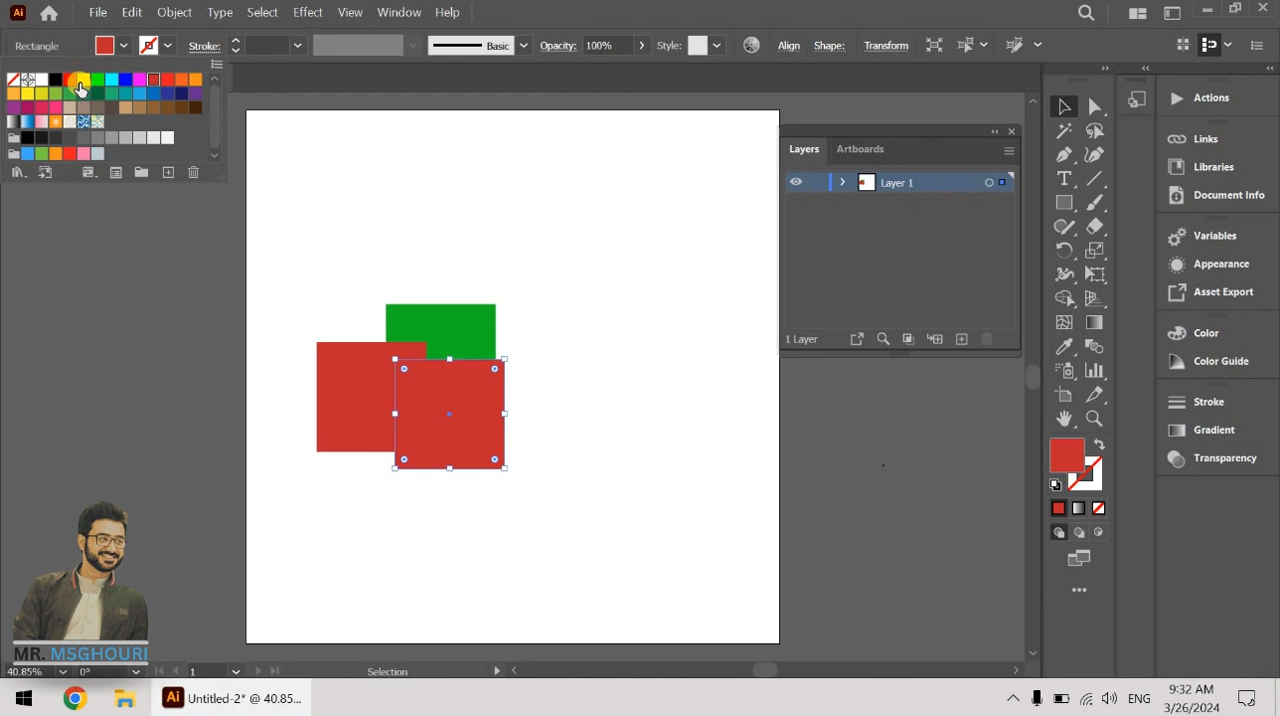 Ai File Edit Object Type Select Effect View Window Help
Rectangle Stroke: Basic Opacity: 100% Style: Align Shape: Transform
Layers Artboards
Layer 1
1 Layer
Actions
Links
Libraries
Document Info
Variables
Appearance
Asset Export
Color
Color Guide
Stroke
Gradient
Transparency
MR. MSGHOURI
40.85% 0° 1 Selection
Ai Untitled-2* @ 40.85... ENG 9:32 AM
3/26/2024